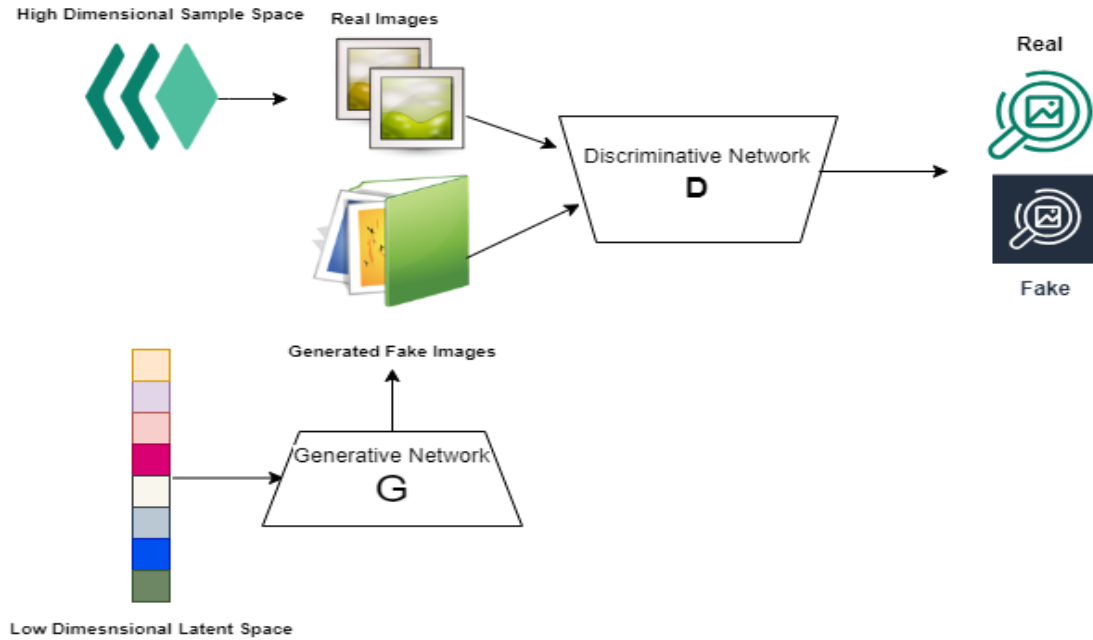 High Dimensional Sample Space
Real Images
Real
Discriminative Network
D
Fake
Generated Fake Images
Generative Network
G
Low Dimesnsional Latent Space